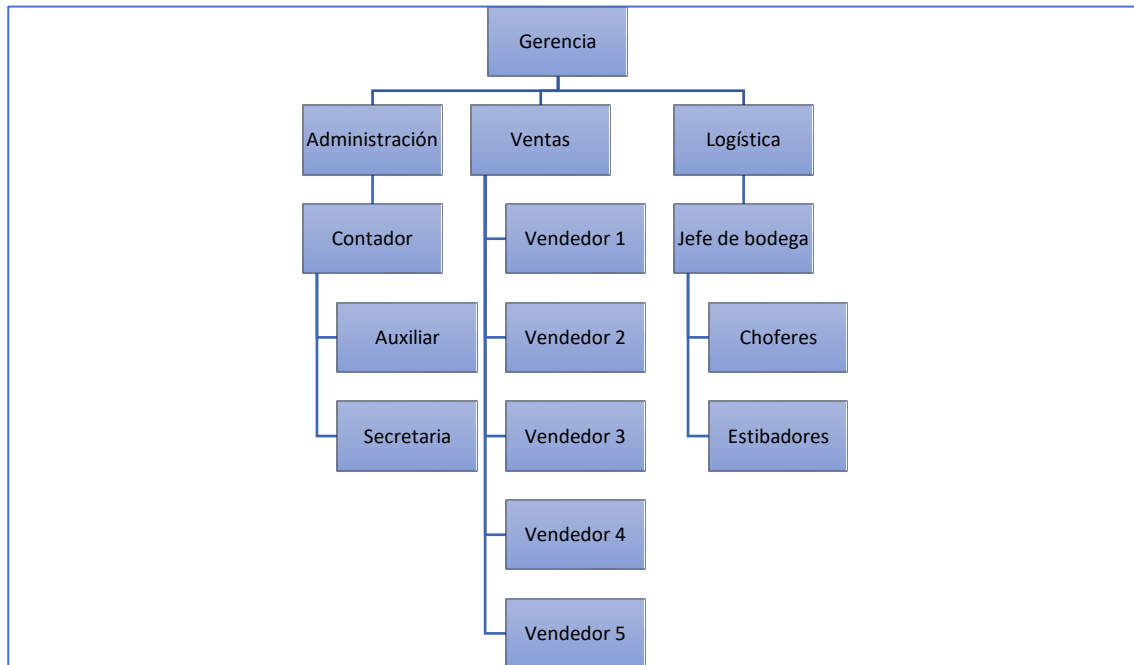 Gerencia
Administración
Ventas
Logística
Contador
Vendedor 1
Jefe de bodega
Auxiliar
Vendedor 2
Choferes
Secretaria
Vendedor 3
Estibadores
Vendedor 4
Vendedor 5